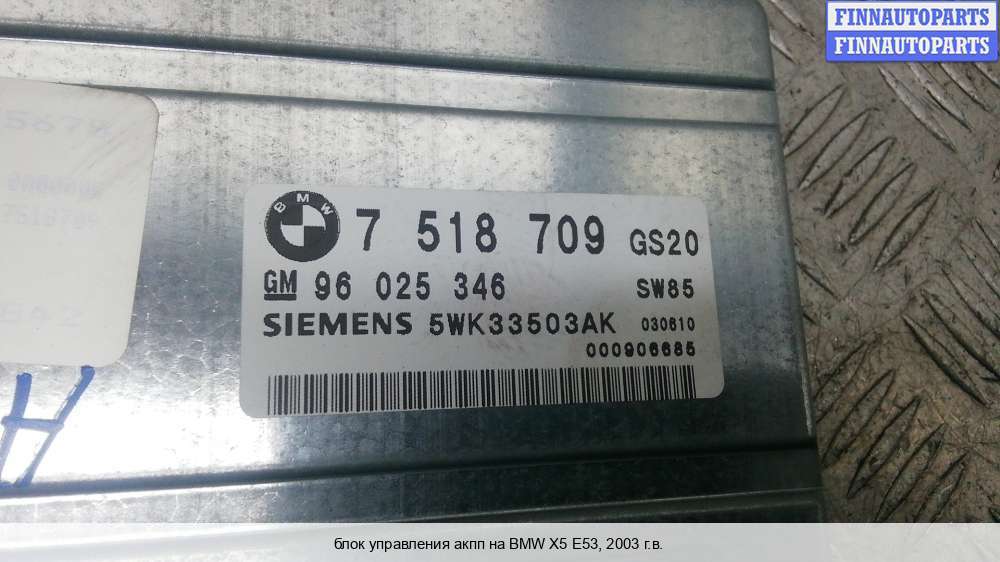 FINNAUTOPARTS
FINNAUTOPARTS
BMW
7 518 709 GS20
GM 96 025 346 SW85
SIEMENS 5WK33503AK 030610
000906685
блок управления акпп на BMW X5 E53, 2003 г.в.